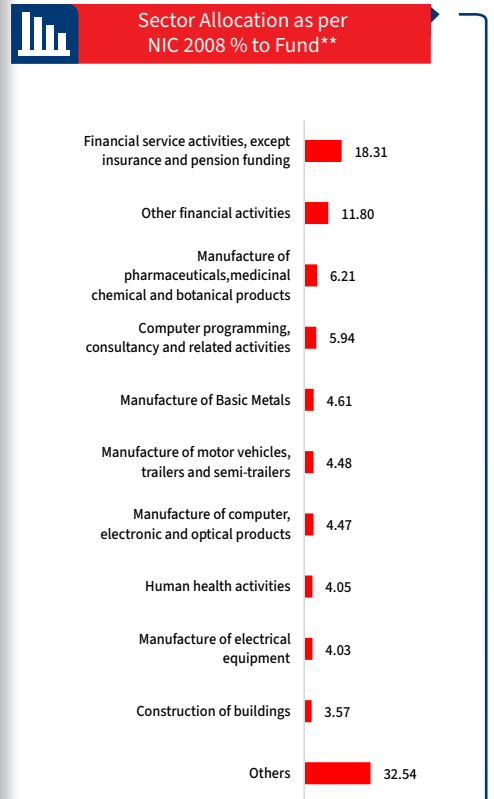 Sector Allocation as per
NIC 2008 % to Fund**
Financial service activities, except
insurance and pension funding
18.31
Other financial activities
11.80
Manufacture of
pharmaceuticals,medicinal
chemical and botanical products
6.21
Computer programming,
consultancy and related activities
5.94
Manufacture of Basic Metals
4.61
Manufacture of motor vehicles,
trailers and semi-trailers
4.48
Manufacture of computer,
electronic and optical products
4.47
Human health activities
4.05
Manufacture of electrical
equipment
4.03
Construction of buildings
3.57
Others
32.54